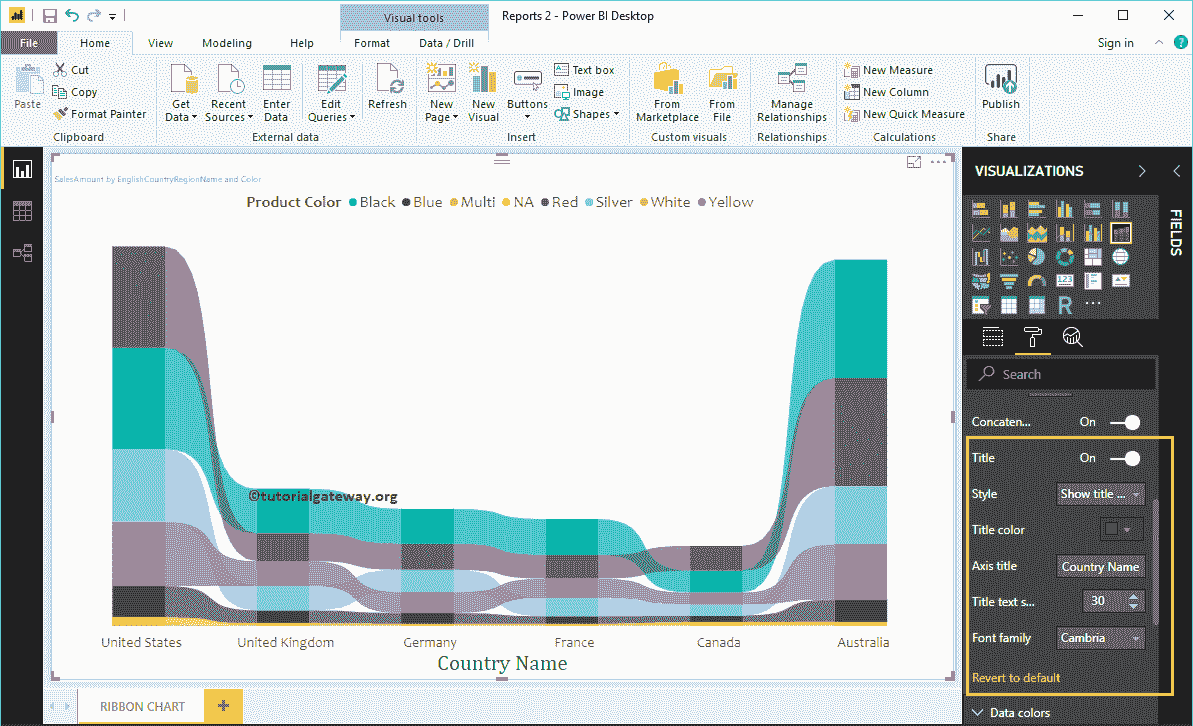 Visual tools
Reports 2 - Power BI Desktop
File Home View Modeling Help Format Data / Drill Sign in ?
Paste
Cut
Copy
Format Painter
Clipboard
Get Data
Recent Sources
Enter Data
Edit Queries
External data
Refresh
New Page
New Visual
Buttons
Text box
Image
Shapes
Insert
From Marketplace
From File
Custom visuals
Manage Relationships
Relationships
New Measure
New Column
New Quick Measure
Calculations
Publish
Share
SalesAmount by EnglishCountryRegionName and Color
Product Color Black Blue Multi NA Red Silver White Yellow
©tutorialgateway.org
United States United Kingdom Germany France Canada Australia
Country Name
RIBBON CHART +
VISUALIZATIONS
FIELDS
123
R
Search
Concaten... On
Title On
Style Show title ...
Title color
Axis title Country Name
Title text s... 30
Font family Cambria
Revert to default
Data colors